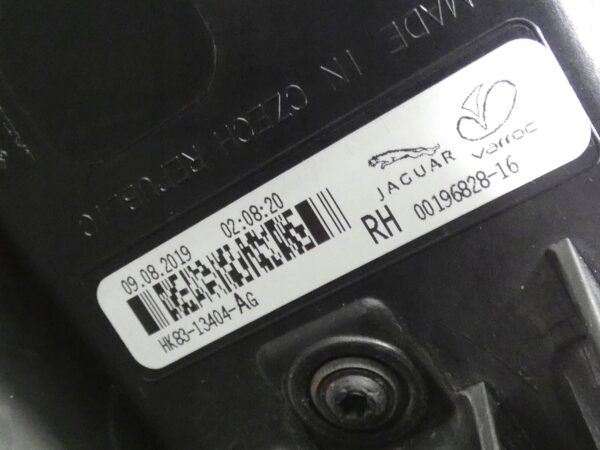 MADE IN CZECH REPUBLIC
varroc
JAGUAR
09.08.2019 02:08:20
RH 00196828-16
HK83-13404-AG